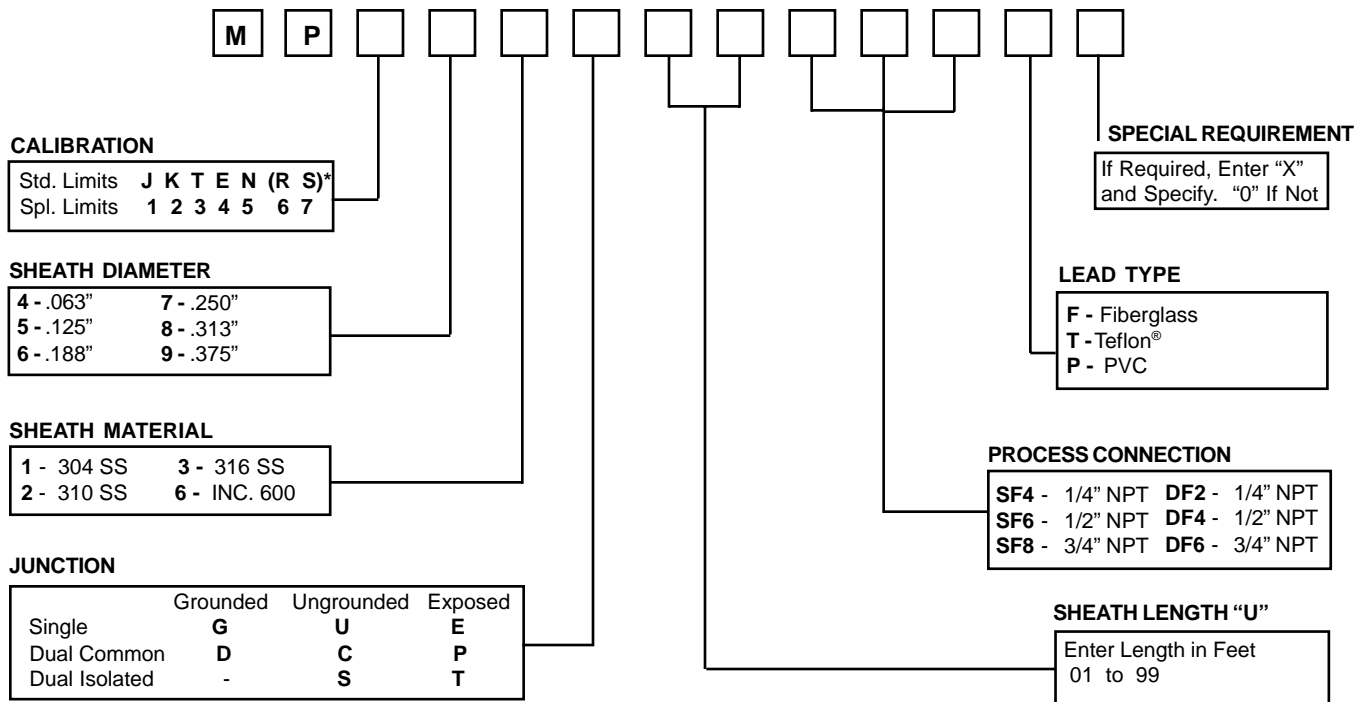 M P
CALIBRATION
Std. Limits J K T E N (R S)*
Spl. Limits 1 2 3 4 5 6 7
SPECIAL REQUIREMENT
If Required, Enter “X”
and Specify. “0” If Not
SHEATH DIAMETER
4 - .063” 7 - .250”
5 - .125” 8 - .313”
6 - .188” 9 - .375”
LEAD TYPE
F - Fiberglass
T - Teflon®
P - PVC
SHEATH MATERIAL
1 - 304 SS 3 - 316 SS
2 - 310 SS 6 - INC. 600
PROCESS CONNECTION
SF4 - 1/4” NPT DF2 - 1/4” NPT
SF6 - 1/2” NPT DF4 - 1/2” NPT
SF8 - 3/4” NPT DF6 - 3/4” NPT
JUNCTION
Grounded Ungrounded Exposed
Single G U E
Dual Common D C P
Dual Isolated - S T
SHEATH LENGTH “U”
Enter Length in Feet
01 to 99